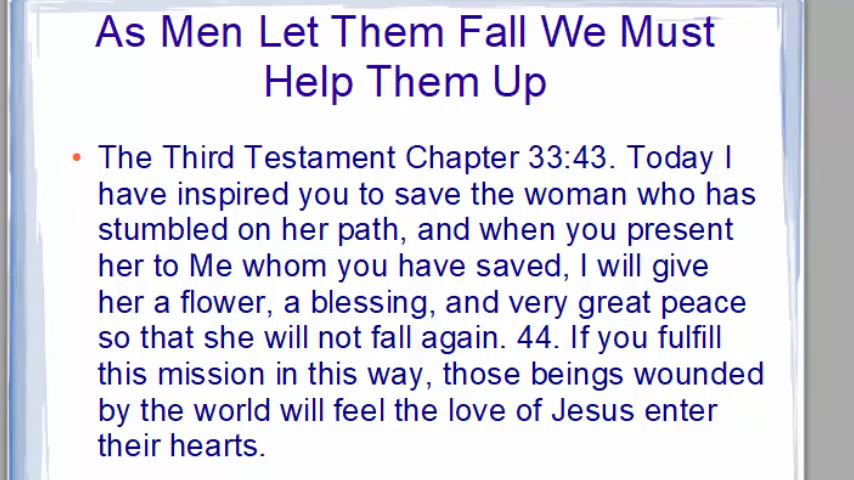 As Men Let Them Fall We Must
Help Them Up
• The Third Testament Chapter 33:43. Today I
have inspired you to save the woman who has
stumbled on her path, and when you present
her to Me whom you have saved, I will give
her a flower, a blessing, and very great peace
so that she will not fall again. 44. If you fulfill
this mission in this way, those beings wounded
by the world will feel the love of Jesus enter
their hearts.